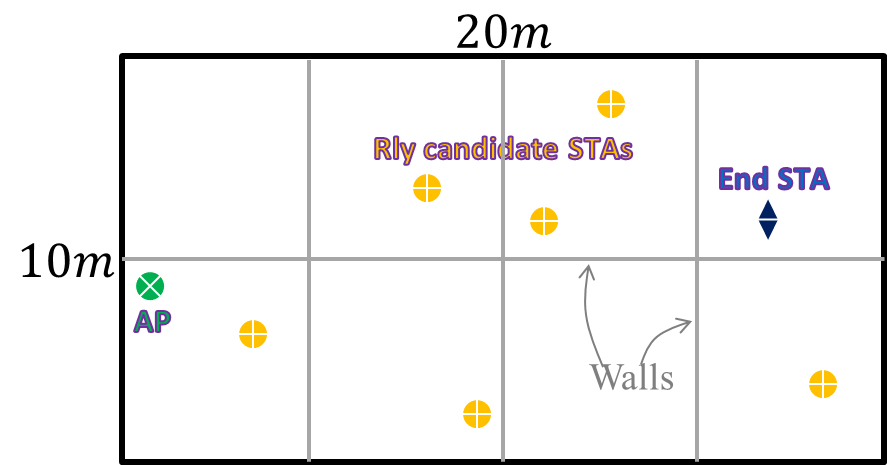 20m
Rly candidate STAs
End STA
10m
AP
Walls